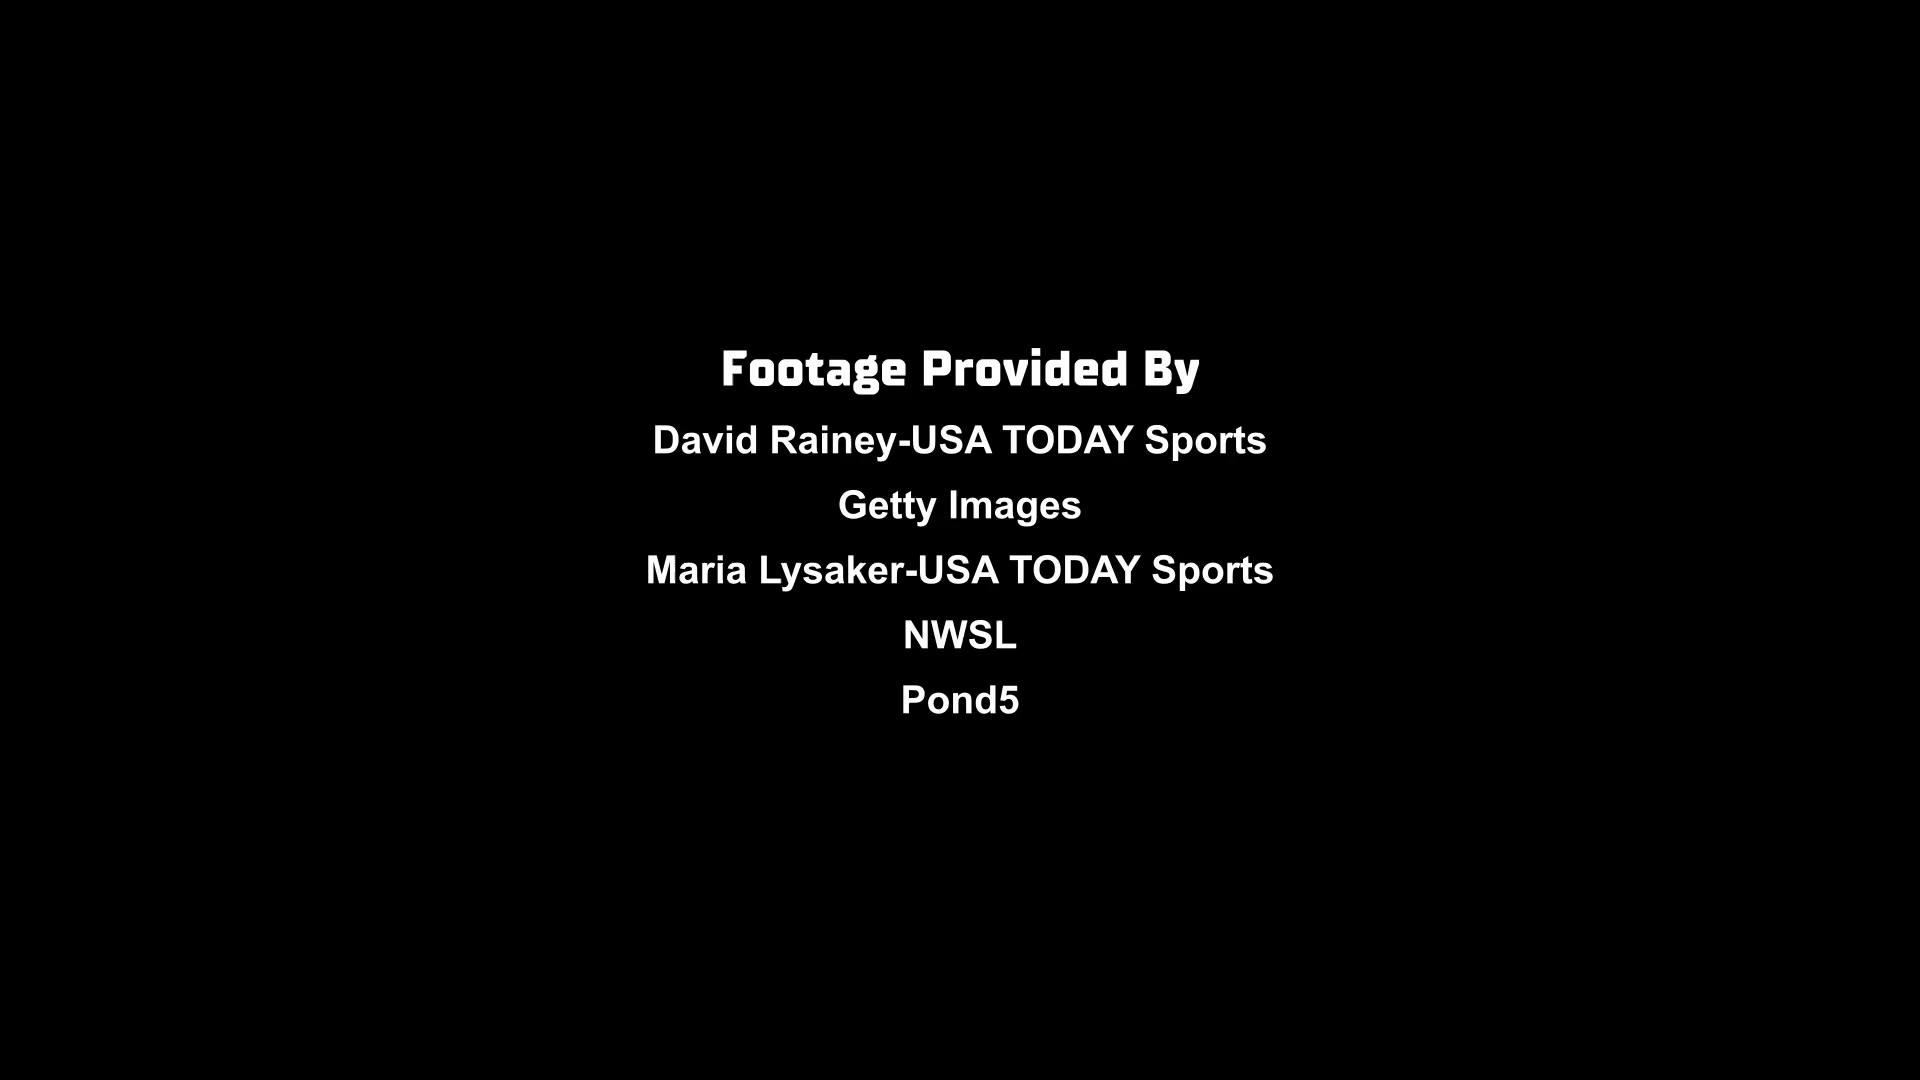 Footage Provided By
David Rainey-USA TODAY Sports
Getty Images
Maria Lysaker-USA TODAY Sports
NWSL
Pond5